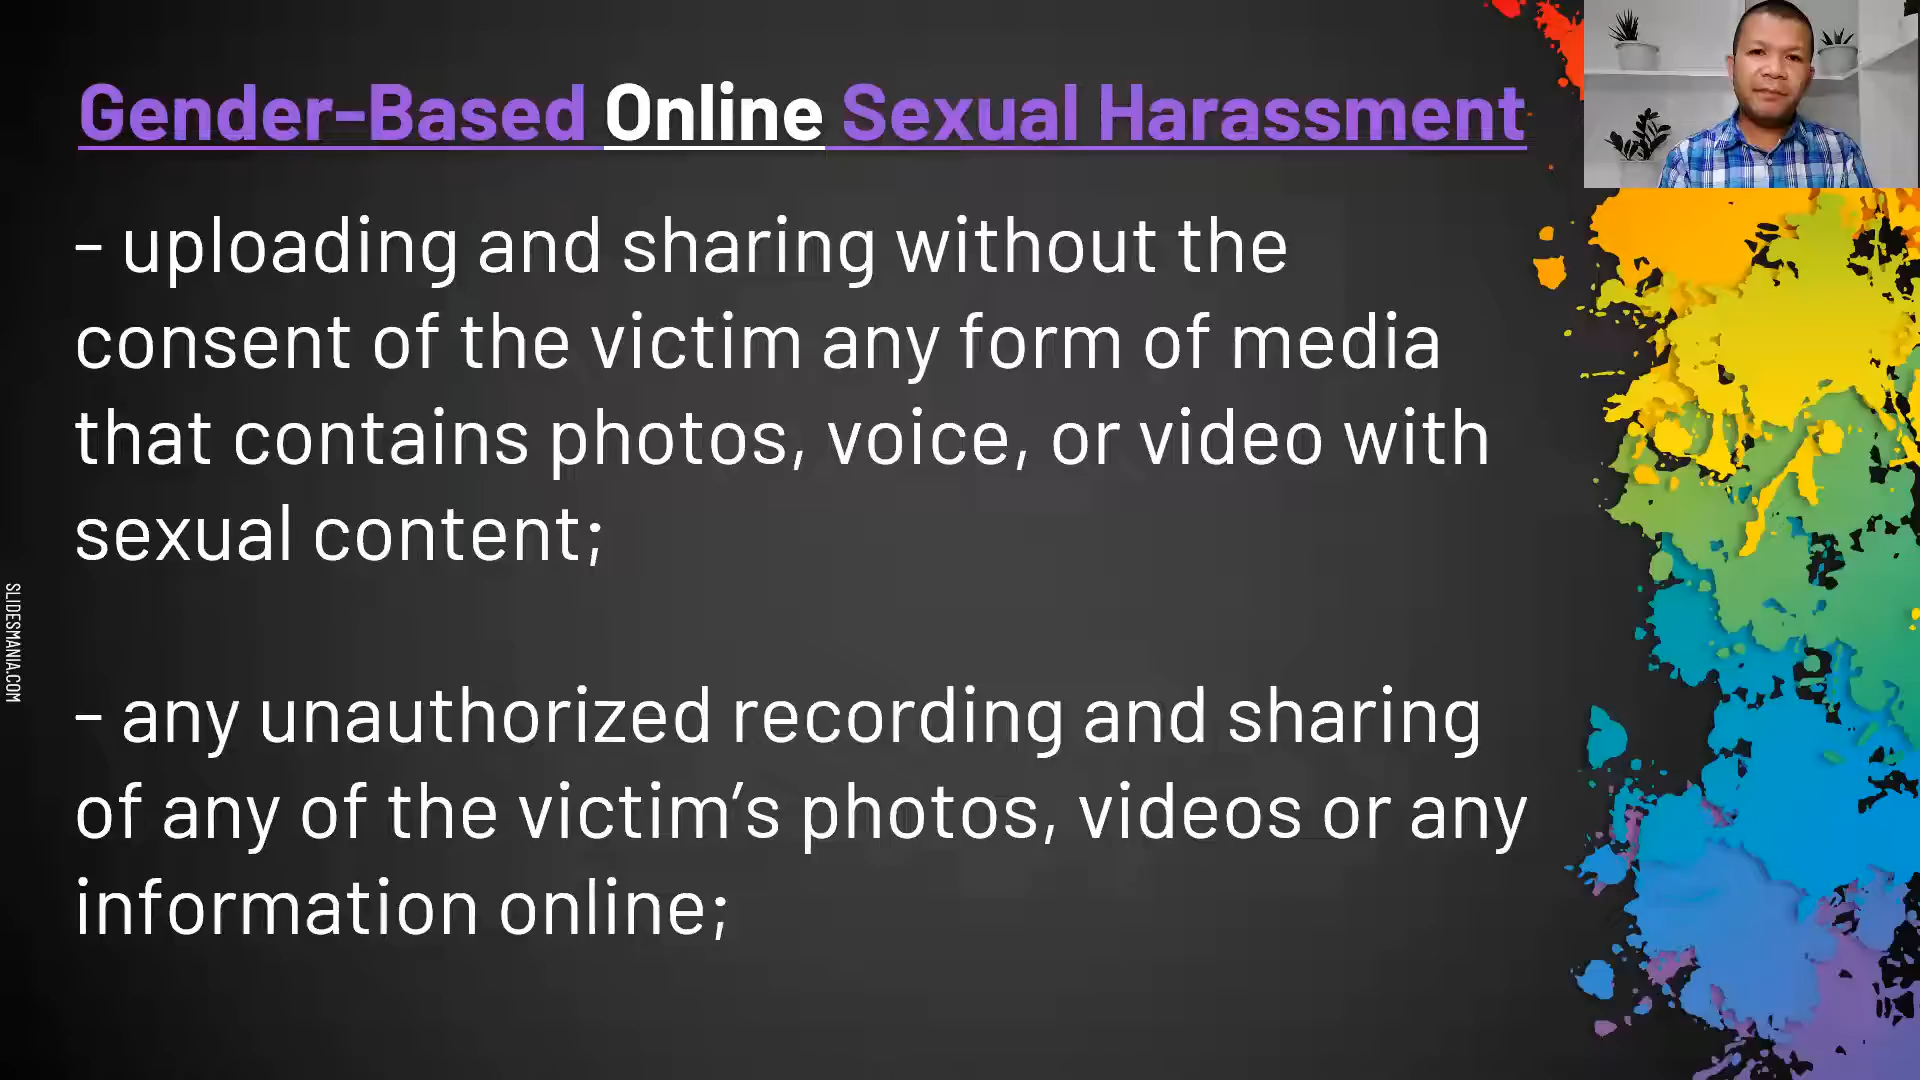 Gender-Based Online Sexual Harassment
- uploading and sharing without the
consent of the victim any form of media
that contains photos, voice, or video with
sexual content;
- any unauthorized recording and sharing
of any of the victim’s photos, videos or any
information online;
SLIDESMANIA.COM